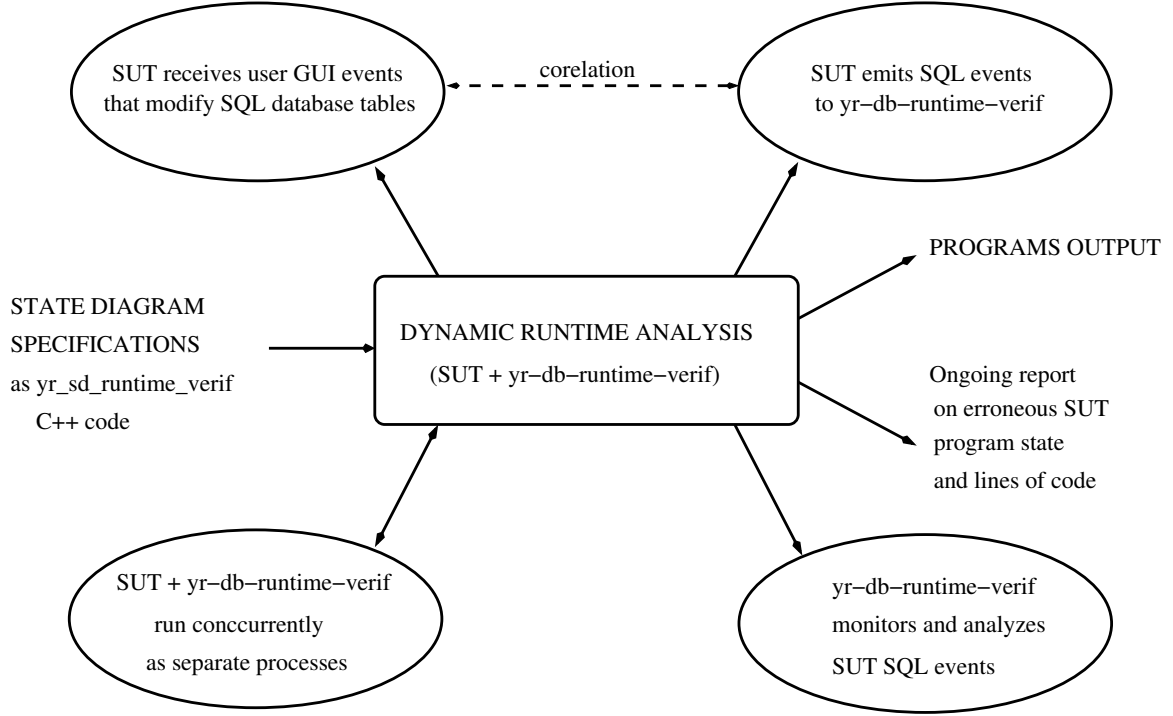 SUT receives user GUI events
that modify SQL database tables
corelation
SUT emits SQL events
to yr−db−runtime−verif
PROGRAMS OUTPUT
STATE DIAGRAM
SPECIFICATIONS
as yr_sd_runtime_verif
C++ code
DYNAMIC RUNTIME ANALYSIS
(SUT + yr−db−runtime−verif)
Ongoing report
on erroneous SUT
program state
and lines of code
SUT + yr−db−runtime−verif
run conccurrently
as separate processes
yr−db−runtime−verif
monitors and analyzes
SUT SQL events